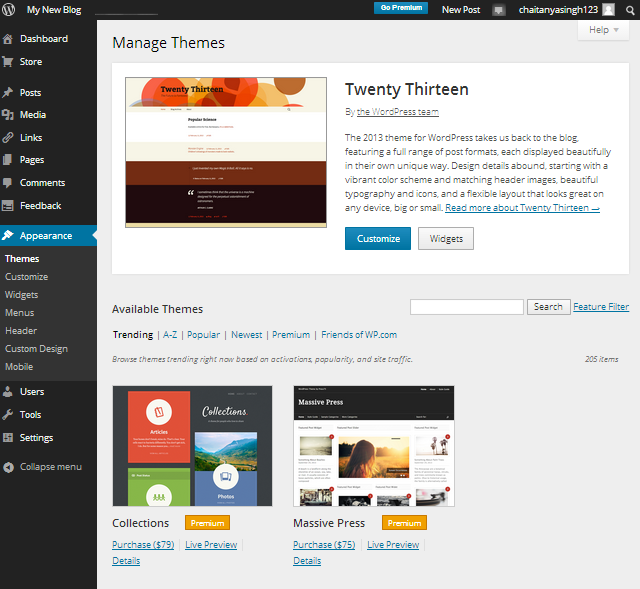 My New Blog
Go Premium
New Post
chaitanyasingh123
Help
Dashboard
Store
Posts
Media
Links
Pages
Comments
Feedback
Appearance
Themes
Customize
Widgets
Menus
Header
Custom Design
Mobile
Users
Tools
Settings
Collapse menu
Manage Themes
Twenty Thirteen
Popular Science
Twenty Thirteen
By the WordPress team
The 2013 theme for WordPress takes us back to the blog,
featuring a full range of post formats, each displayed beautifully
in their own unique way. Design details abound, starting with a
vibrant color scheme and matching header images, beautiful
typography and icons, and a flexible layout that looks great on
any device, big or small. Read more about Twenty Thirteen →
Customize Widgets
Available Themes
Search Feature Filter
Trending | A-Z | Popular | Newest | Premium | Friends of WP.com
Browse themes trending right now based on activations, popularity, and site traffic.
205 items
Articles
Collections.
Photos
Massive Press
Collections Premium
Purchase ($79) Live Preview
Details
Massive Press Premium
Purchase ($75) Live Preview
Details